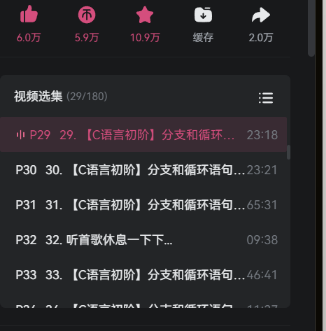 6.0万 5.9万 10.9万 缓存 2.0万
视频选集 (29/180)
P29 29. 【C语言初阶】分支和循环... 23:18
P30 30. 【C语言初阶】分支和循环语句... 23:21
P31 31. 【C语言初阶】分支和循环语句... 65:31
P32 32. 听首歌休息一下下... 09:38
P33 33. 【C语言初阶】分支和循环语句... 46:41